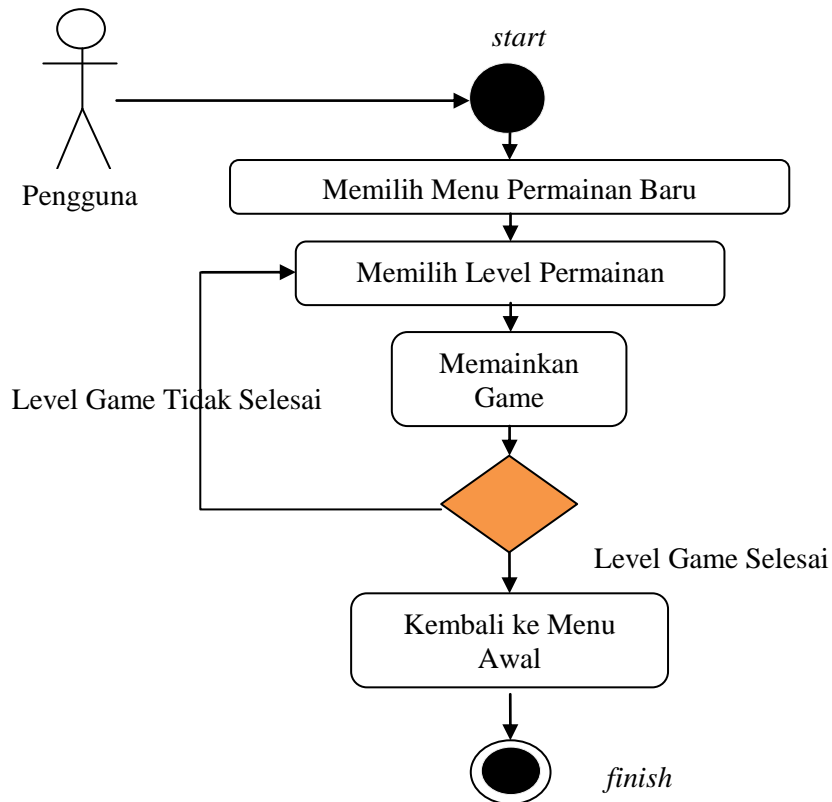 start
Pengguna
Memilih Menu Permainan Baru
Memilih Level Permainan
Memainkan
Game
Level Game Tidak Selesai
Level Game Selesai
Kembali ke Menu
Awal
finish